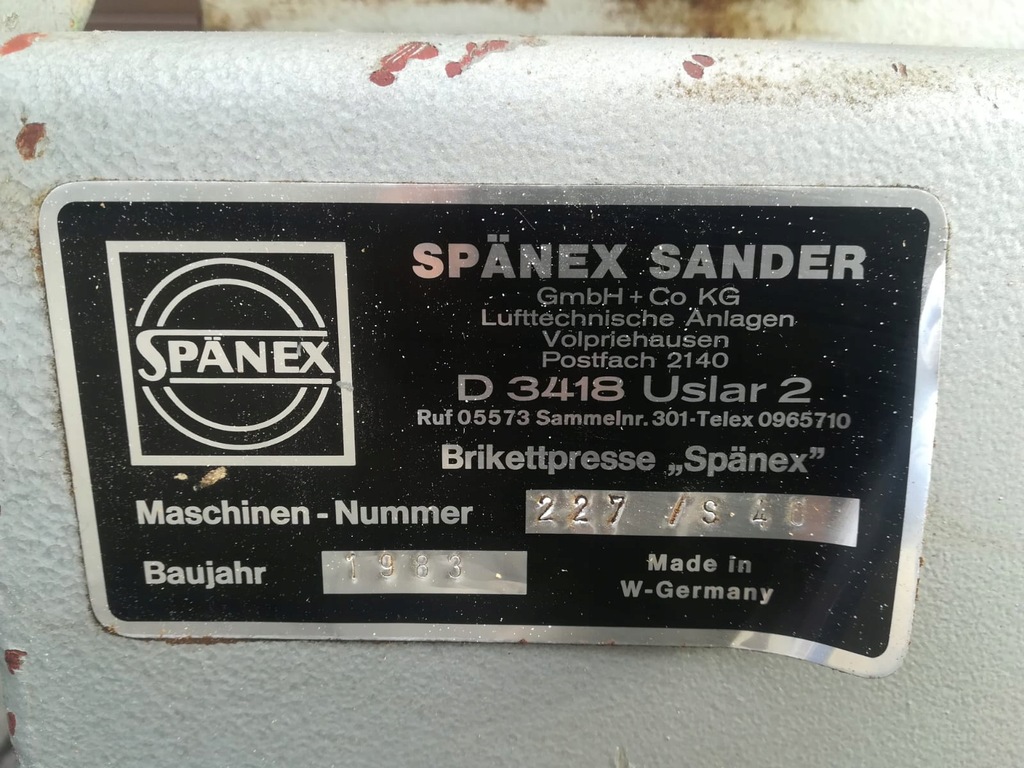 SPÄNEX
SPÄNEX SANDER
GmbH + Co KG
Lufttechnische Anlagen
Volpriehausen
Postfach 2140
D 3418 Uslar 2
Ruf 05573 Sammelnr. 301-Telex 0965710
Brikettpresse „Spänex”
Maschinen - Nummer 227 /S.40
Baujahr 1983
Made in
W-Germany